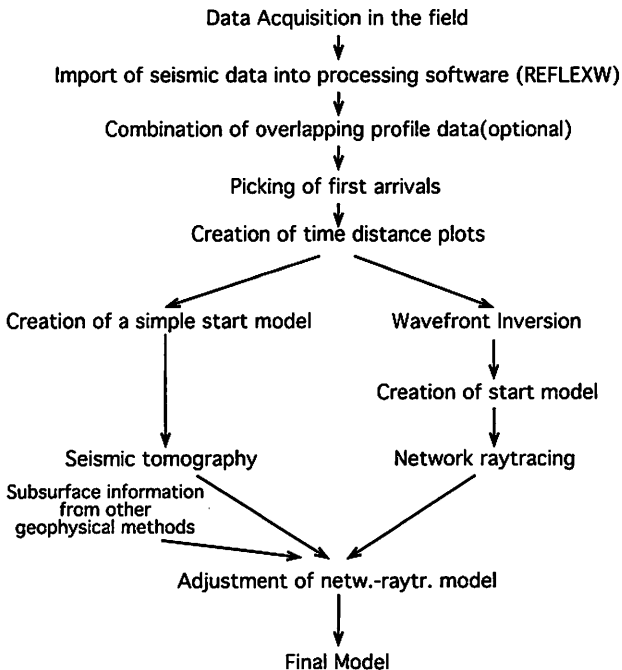 Data Acquisition in the field
Import of seismic data into processing software (REFLEXW)
Combination of overlapping profile data(optional)
Picking of first arrivals
Creation of time distance plots
Creation of a simple start model
Wavefront Inversion
Creation of start model
Seismic tomography
Network raytracing
Subsurface information
from other
geophysical methods
Adjustment of netw.-raytr. model
Final Model